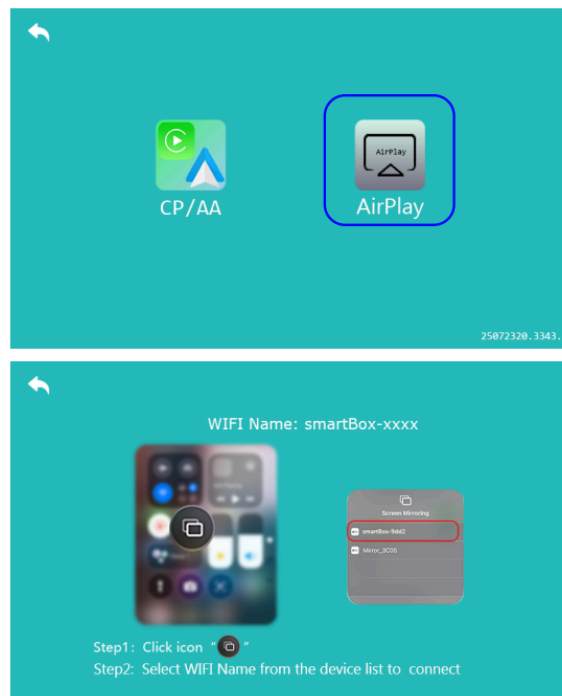 AirPlay
CP/AA
AirPlay
25072320.3343.
WIFI Name: smartBox-xxxx
Screen Mirroring
smartBox-9dd2
Mirror_3C05
Step1: Click icon " "
Step2: Select WIFI Name from the device list to connect